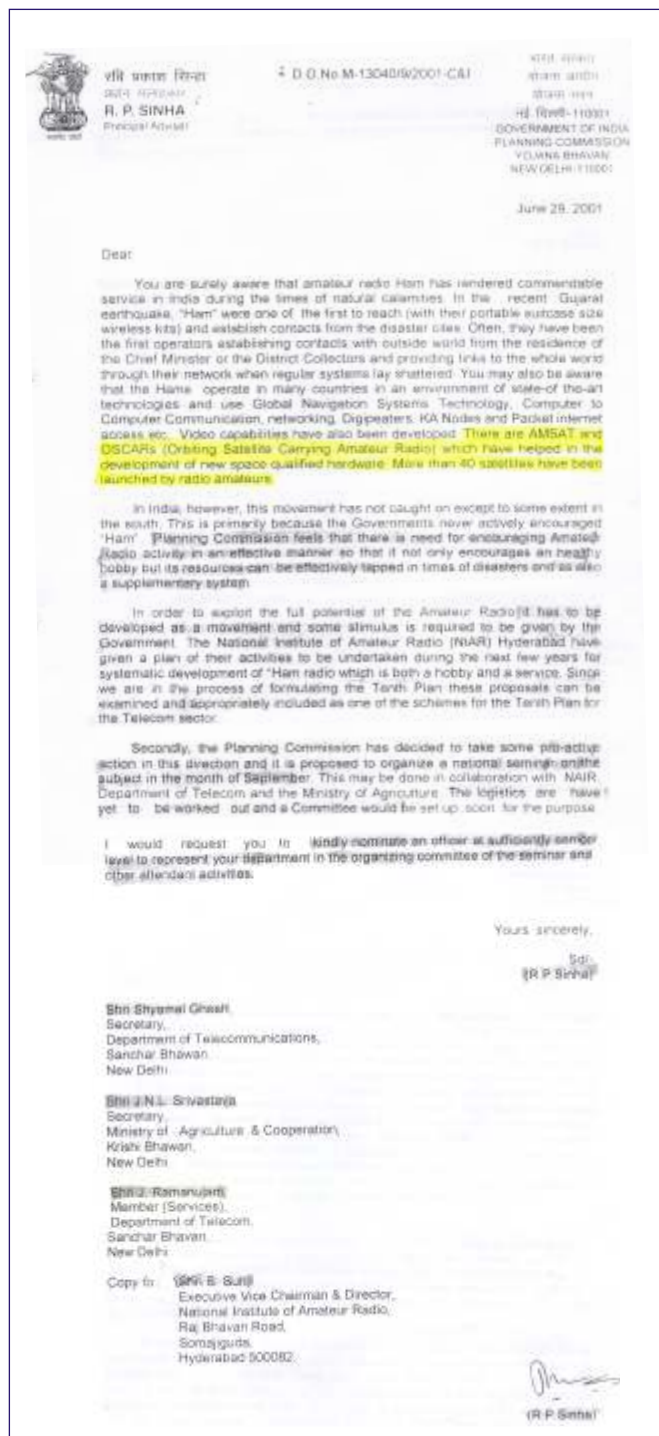 रवि प्रकाश सिन्हा
R. P. SINHA
Principal Adviser
D.O.No.M-13040/9/2001-C&I
भारत सरकार
योजना आयोग
योजना भवन
नई दिल्ली-110001
GOVERNMENT OF INDIA
PLANNING COMMISSION
YOJANA BHAVAN
NEW DELHI-110001
June 29, 2001
Dear
You are surely aware that amateur radio Ham has rendered commendable
service in India during the times of natural calamities. In the recent Gujarat
earthquake, "Ham" were one of the first to reach (with their portable suitcase size
wireless kits) and establish contacts from the disaster cites. Often, they have been
the first operators establishing contacts with outside world from the residence of
the Chief Minister or the District Collectors and providing links to the whole world
through their network when regular systems lay shattered. You may also be aware
that the Hams operate in many countries in an environment of state-of the-art
technologies and use Global Navigation Systems Technology, Computer to
Computer Communication, networking, Digipeaters, KA Nodes and Packet internet
access etc. Video capabilities have also been developed. There are AMSAT and
OSCARs (Orbiting Satellite Carrying Amateur Radio) which have helped in the
development of new space qualified hardware. More than 40 satellites have been
launched by radio amateurs.
In India, however, this movement has not caught on except to some extent in
the south. This is primarily because the Governments never actively encouraged
"Ham". Planning Commission feels that there is need for encouraging Amateur
Radio activity in an effective manner so that it not only encourages an healthy
hobby but its resources can be effectively tapped in times of disasters and as also
a supplementary system.
In order to exploit the full potential of the Amateur Radio it has to be
developed as a movement and some stimulus is required to be given by the
Government. The National Institute of Amateur Radio (NIAR) Hyderabad have
given a plan of their activities to be undertaken during the next few years for
systematic development of "Ham radio which is both a hobby and a service. Since
we are in the process of formulating the Tenth Plan these proposals can be
examined and appropriately included as one of the schemes for the Tenth Plan for
the Telecom sector.
Secondly, the Planning Commission has decided to take some pro-active
action in this direction and it is proposed to organize a national seminar on the
subject in the month of September. This may be done in collaboration with NAIR,
Department of Telecom and the Ministry of Agriculture. The logistics are have
yet to be worked out and a Committee would be set up soon for the purpose
I would request you to kindly nominate an officer at sufficiently senior
level to represent your department in the organizing committee of the seminar and
other attendant activities.
Yours sincerely,
Sd/.
(R P Sinha)
Shri Shyamal Ghosh,
Secretary,
Department of Telecommunications,
Sanchar Bhawan
New Delhi
Shri J.N.L. Srivastava
Secretary,
Ministry of Agriculture & Cooperation,
Krishi Bhawan,
New Delhi
Shri J. Ramanujam,
Member (Services),
Department of Telecom,
Sanchar Bhavan
New Delhi
Copy to Shri S. Suri
Executive Vice Chairman & Director,
National Institute of Amateur Radio,
Raj Bhavan Road,
Somajiguda,
Hyderabad 500082.
(R P Sinha)